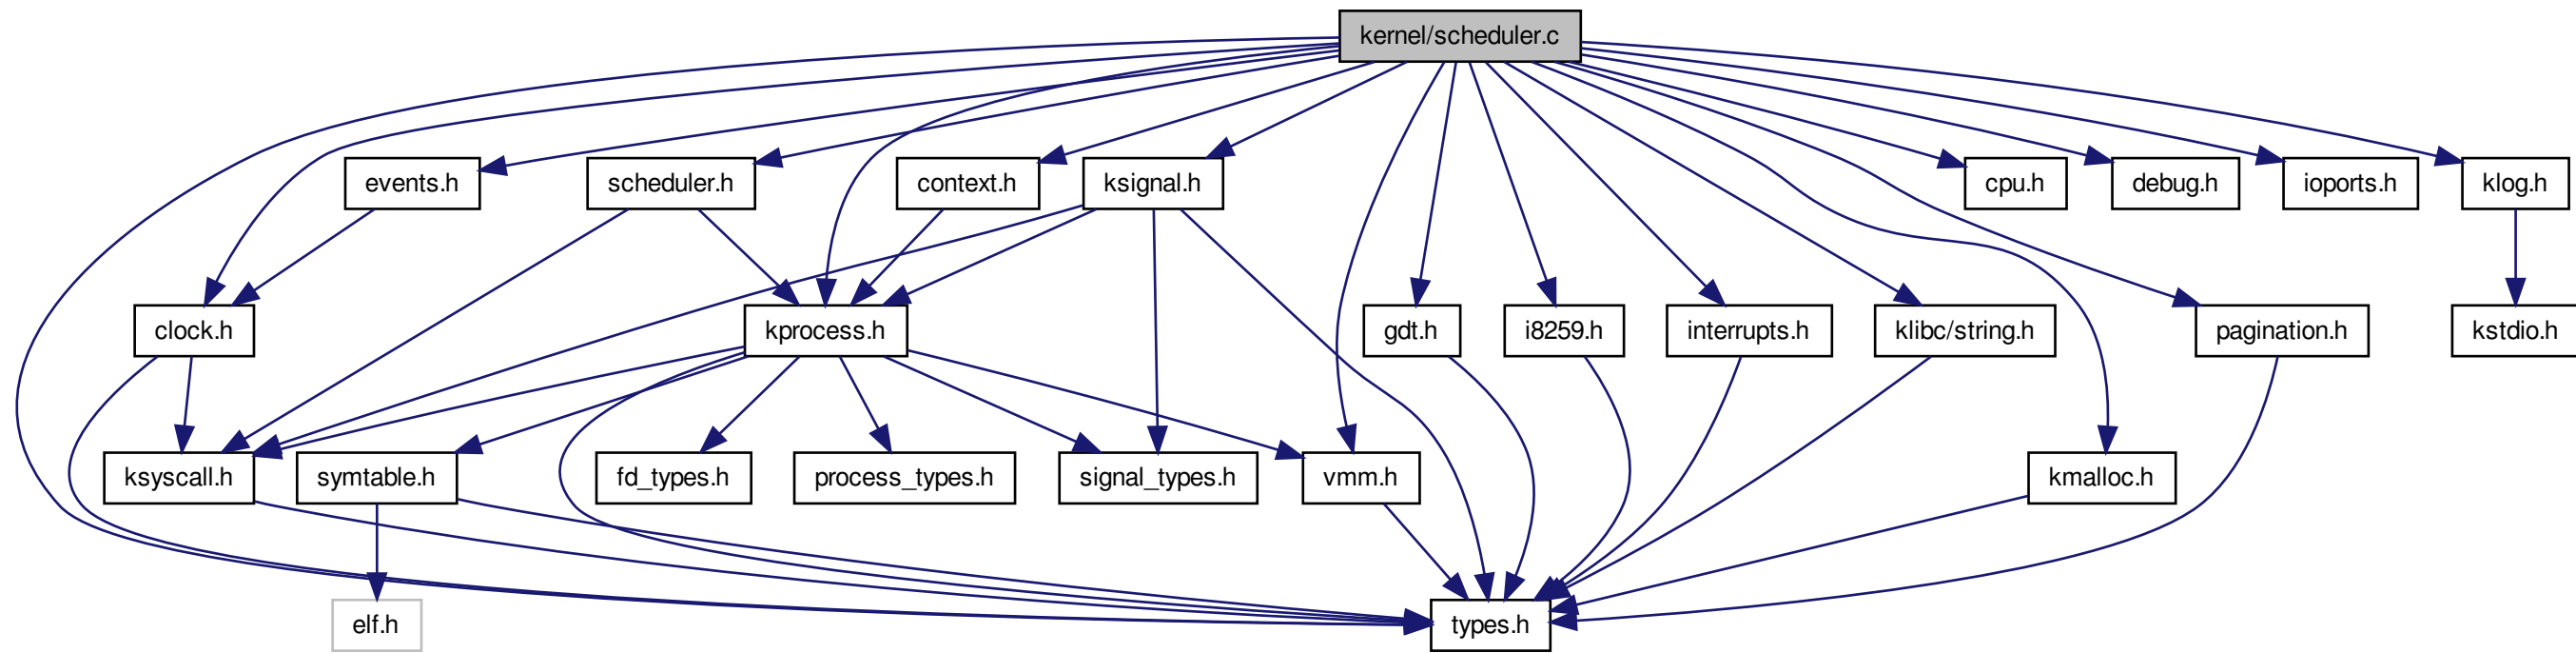 kernel/scheduler.c
events.h
scheduler.h
context.h
ksignal.h
cpu.h
debug.h
ioports.h
klog.h
clock.h
kprocess.h
gdt.h
i8259.h
interrupts.h
klibc/string.h
pagination.h
kstdio.h
ksyscall.h
symtable.h
fd_types.h
process_types.h
signal_types.h
vmm.h
kmalloc.h
elf.h
types.h